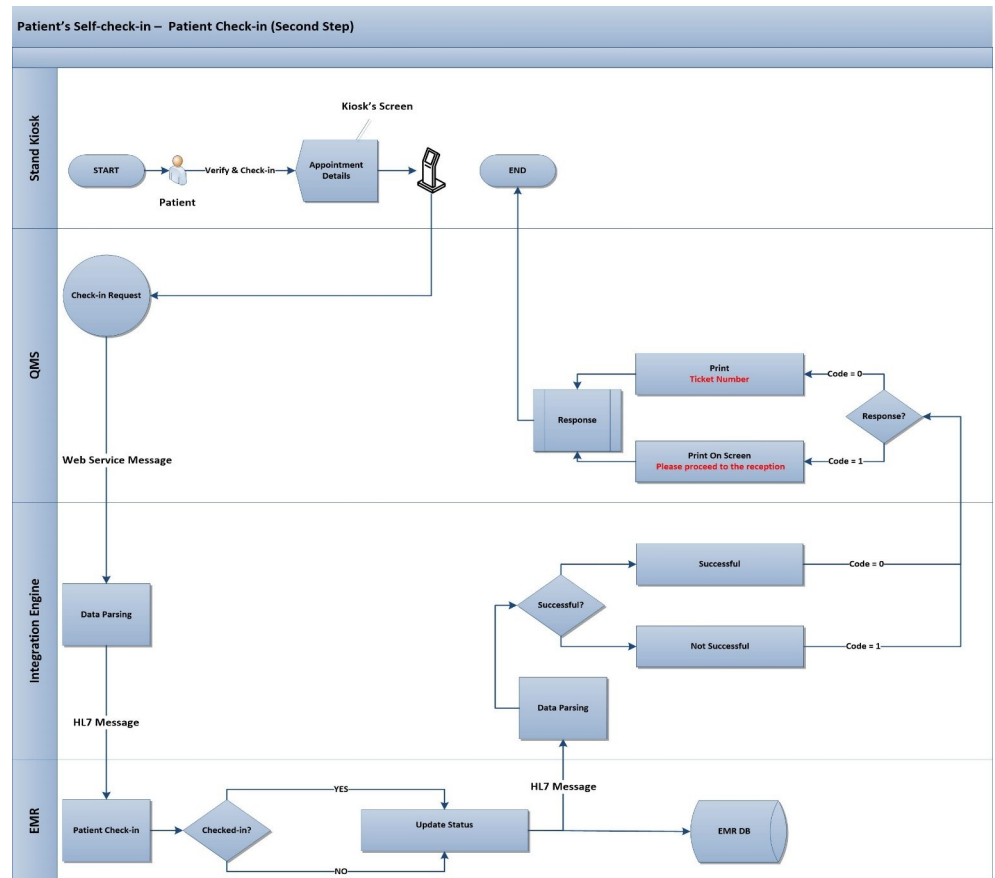 Patient's Self-check-in – Patient Check-in (Second Step)
Stand Kiosk
Kiosk's Screen
START
Verify & Check-in
Appointment
Details
END
Patient
QMS
Check-in Request
Print
Ticket Number
Code = 0
Response
Response?
Print On Screen
Please proceed to the reception
Code = 1
Web Service Message
Integration Engine
Successful
Code = 0
Data Parsing
Successful?
Not Successful
Code = 1
Data Parsing
HL7 Message
EMR
HL7 Message
YES
Patient Check-in
Checked-in?
Update Status
EMR DB
NO